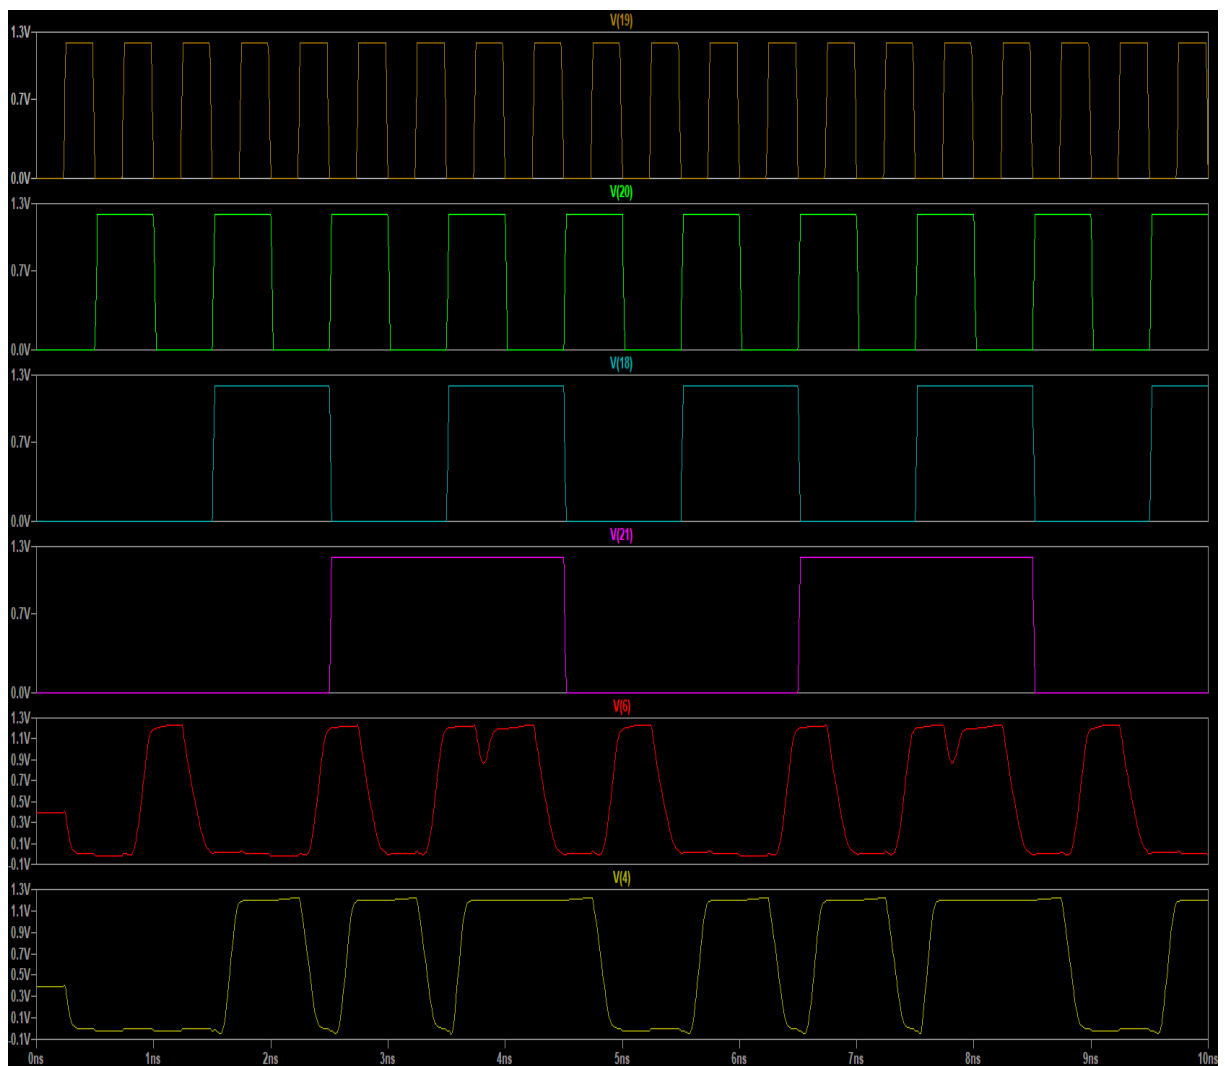 V(19)
1.3V
0.7V
0.0V
V(20)
1.3V
0.7V
0.0V
V(18)
1.3V
0.7V
0.0V
V(21)
1.3V
0.7V
0.0V
V(6)
1.3V
1.1V
0.9V
0.7V
0.5V
0.3V
0.1V
-0.1V
V(4)
1.3V
1.1V
0.9V
0.7V
0.5V
0.3V
0.1V
-0.1V
0ns 1ns 2ns 3ns 4ns 5ns 6ns 7ns 8ns 9ns 10ns